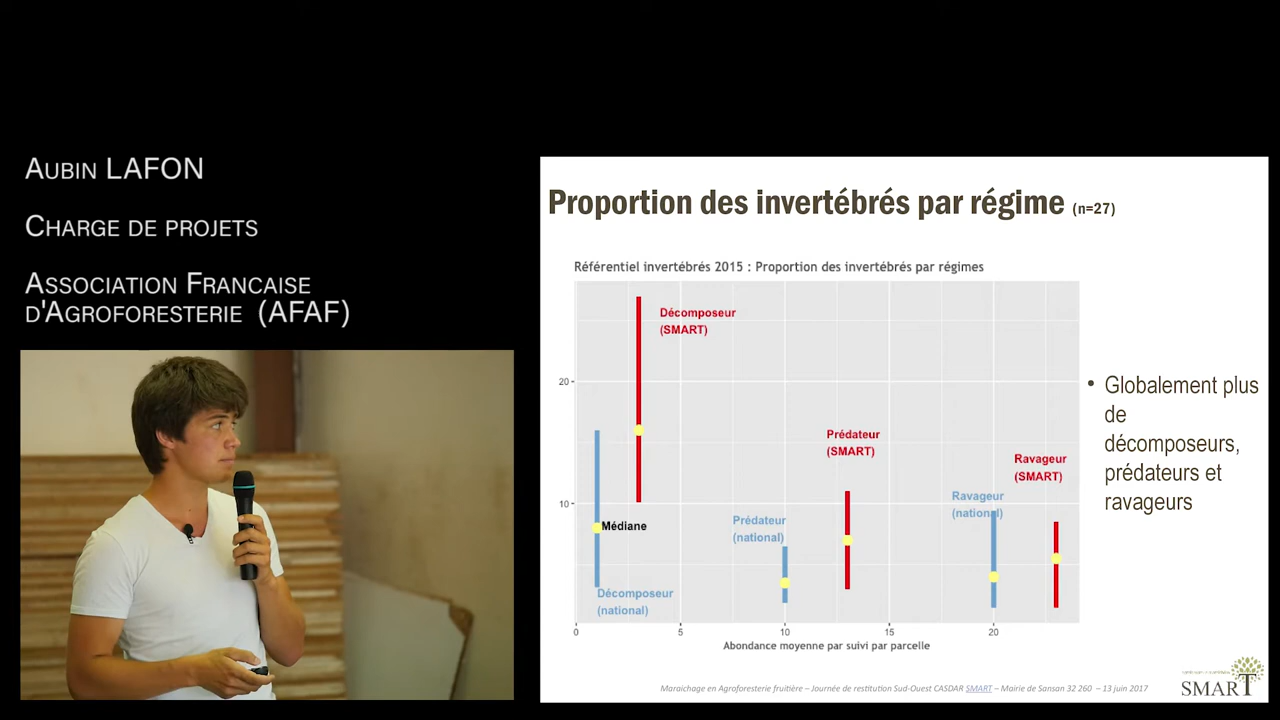 AUBIN LAFON
CHARGE DE PROJETS
ASSOCIATION FRANCAISE
D'AGROFORESTERIE (AFAF)
Proportion des invertébrés par régime (n=27)
Référentiel invertébrés 2015 : Proportion des invertébrés par régimes
Décomposeur
(SMART)
20
Prédateur
(SMART)
Ravageur
(SMART)
10
Ravageur
(national)
Prédateur
(national)
Médiane
Décomposeur
(national)
0 5 10 15 20
Abondance moyenne par suivi par parcelle
• Globalement plus
de
décomposeurs,
prédateurs et
ravageurs
Maraichage en Agroforesterie fruitière – Journée de restitution Sud-Ouest CASDAR SMART – Mairie de Sansan 32 260 – 13 juin 2017
SMART